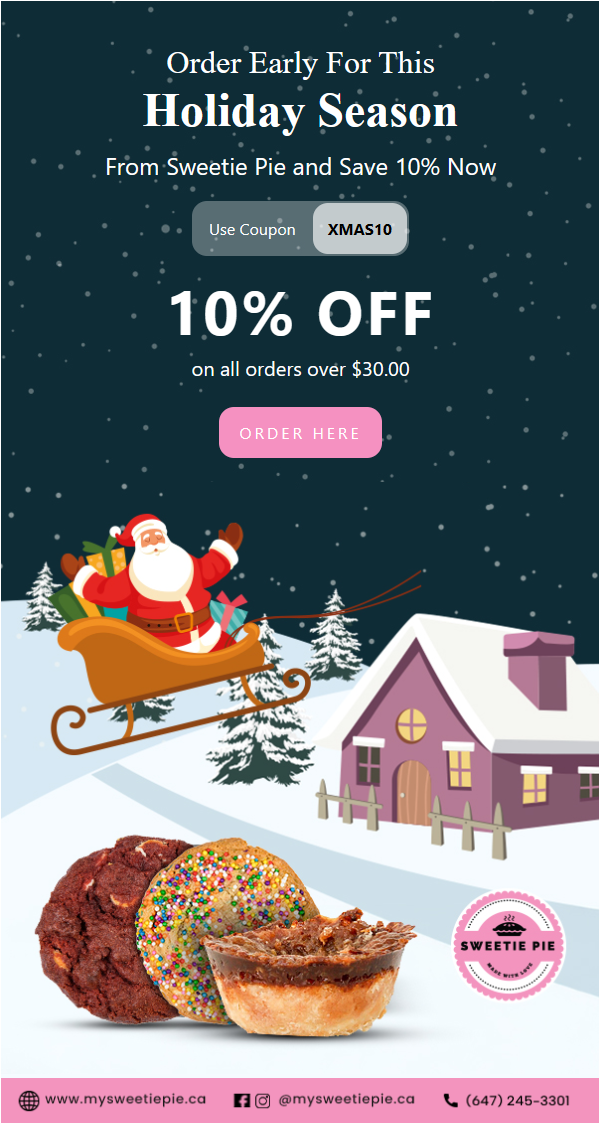 Order Early For This
Holiday Season
From Sweetie Pie and Save 10% Now
Use Coupon XMAS10
10% OFF
on all orders over $30.00
ORDER HERE
SWEETIE PIE
MADE WITH LOVE
www.mysweetiepie.ca @mysweetiepie.ca (647) 245-3301